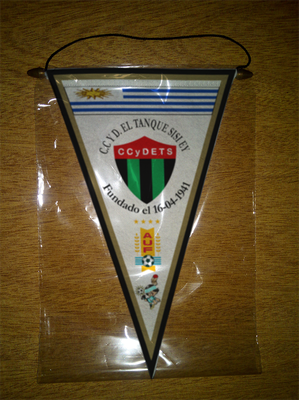 C.C. Y D. EL TANQUE SISLEY
CCyDETS
Fundado el 16-04-1941
AUF